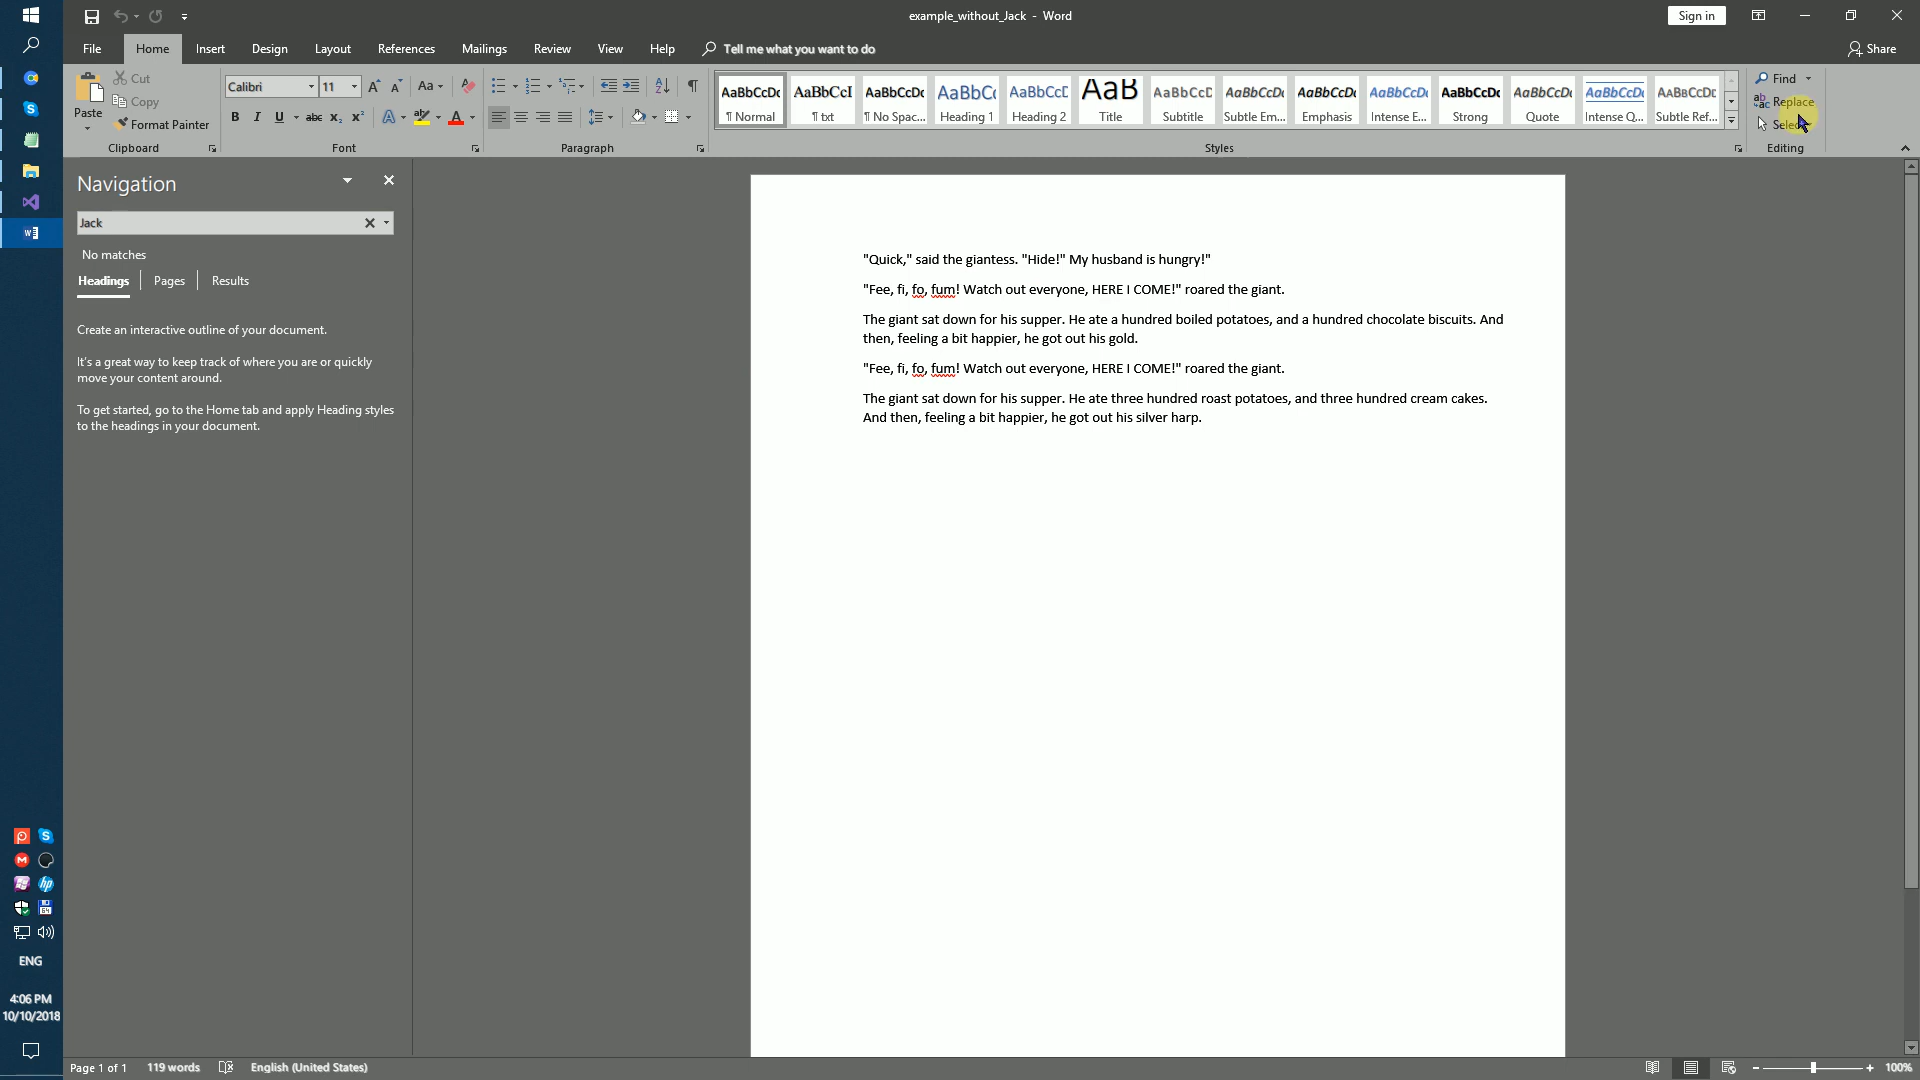 example_without_Jack - Word
Sign in
File Home Insert Design Layout References Mailings Review View Help Tell me what you want to do Share
Paste Cut
Copy
Format Painter
Clipboard
Calibri 11
Font
Paragraph
AaBbCcDc ¶ Normal
AaBbCcI ¶ txt
AaBbCcDc ¶ No Spac...
AaBbC( Heading 1
AaBbCcC Heading 2
AaB Title
AaBbCcD Subtitle
AaBbCcDc Subtle Em...
AaBbCcDc Emphasis
AaBbCcDc Intense E...
AaBbCcDc Strong
AaBbCcDc Quote
AaBbCcDc Intense Q...
AABBCCDC Subtle Ref...
Styles
Find
Replace
Select
Editing
Navigation
Jack
No matches
Headings Pages Results
Create an interactive outline of your document.
It's a great way to keep track of where you are or quickly
move your content around.
To get started, go to the Home tab and apply Heading styles
to the headings in your document.
"Quick," said the giantess. "Hide!" My husband is hungry!"
"Fee, fi, fo, fum! Watch out everyone, HERE I COME!" roared the giant.
The giant sat down for his supper. He ate a hundred boiled potatoes, and a hundred chocolate biscuits. And
then, feeling a bit happier, he got out his gold.
"Fee, fi, fo, fum! Watch out everyone, HERE I COME!" roared the giant.
The giant sat down for his supper. He ate three hundred roast potatoes, and three hundred cream cakes.
And then, feeling a bit happier, he got out his silver harp.
ENG
4:06 PM
10/10/2018
Page 1 of 1 119 words English (United States) 100%